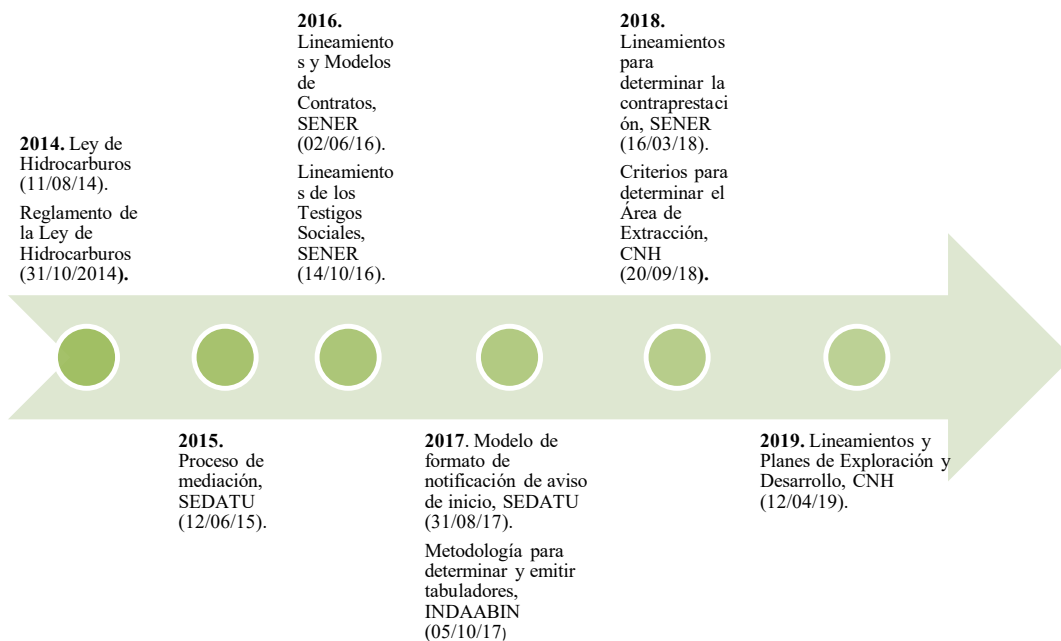 2014. Ley de
Hidrocarburos
(11/08/14).
Reglamento de
la Ley de
Hidrocarburos
(31/10/2014).
2015.
Proceso de
mediación,
SEDATU
(12/06/15).
2016.
Lineamiento
s y Modelos
de
Contratos,
SENER
(02/06/16).
Lineamiento
s de los
Testigos
Sociales,
SENER
(14/10/16).
2017. Modelo de
formato de
notificación de aviso
de inicio, SEDATU
(31/08/17).
Metodología para
determinar y emitir
tabuladores,
INDAABIN
(05/10/17)
2018.
Lineamientos
para
determinar la
contraprestaci
ón, SENER
(16/03/18).
Criterios para
determinar el
Área de
Extracción,
CNH
(20/09/18).
2019. Lineamientos y
Planes de Exploración y
Desarrollo, CNH
(12/04/19).